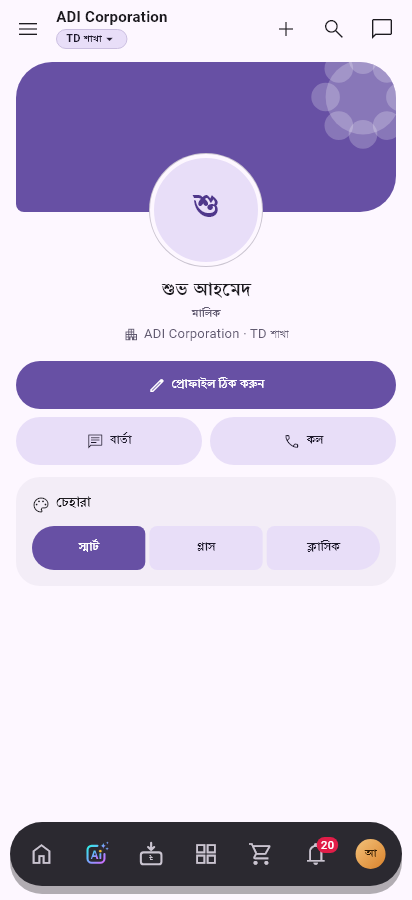 ADI Corporation
TD শাখা
শু
শুভ আহমেদ
মালিক
ADI Corporation · TD শাখা
প্রোফাইল ঠিক করুন
বার্তা
কল
চেহারা
স্মার্ট
গ্লাস
ক্লাসিক
Ai
৳
20
আ